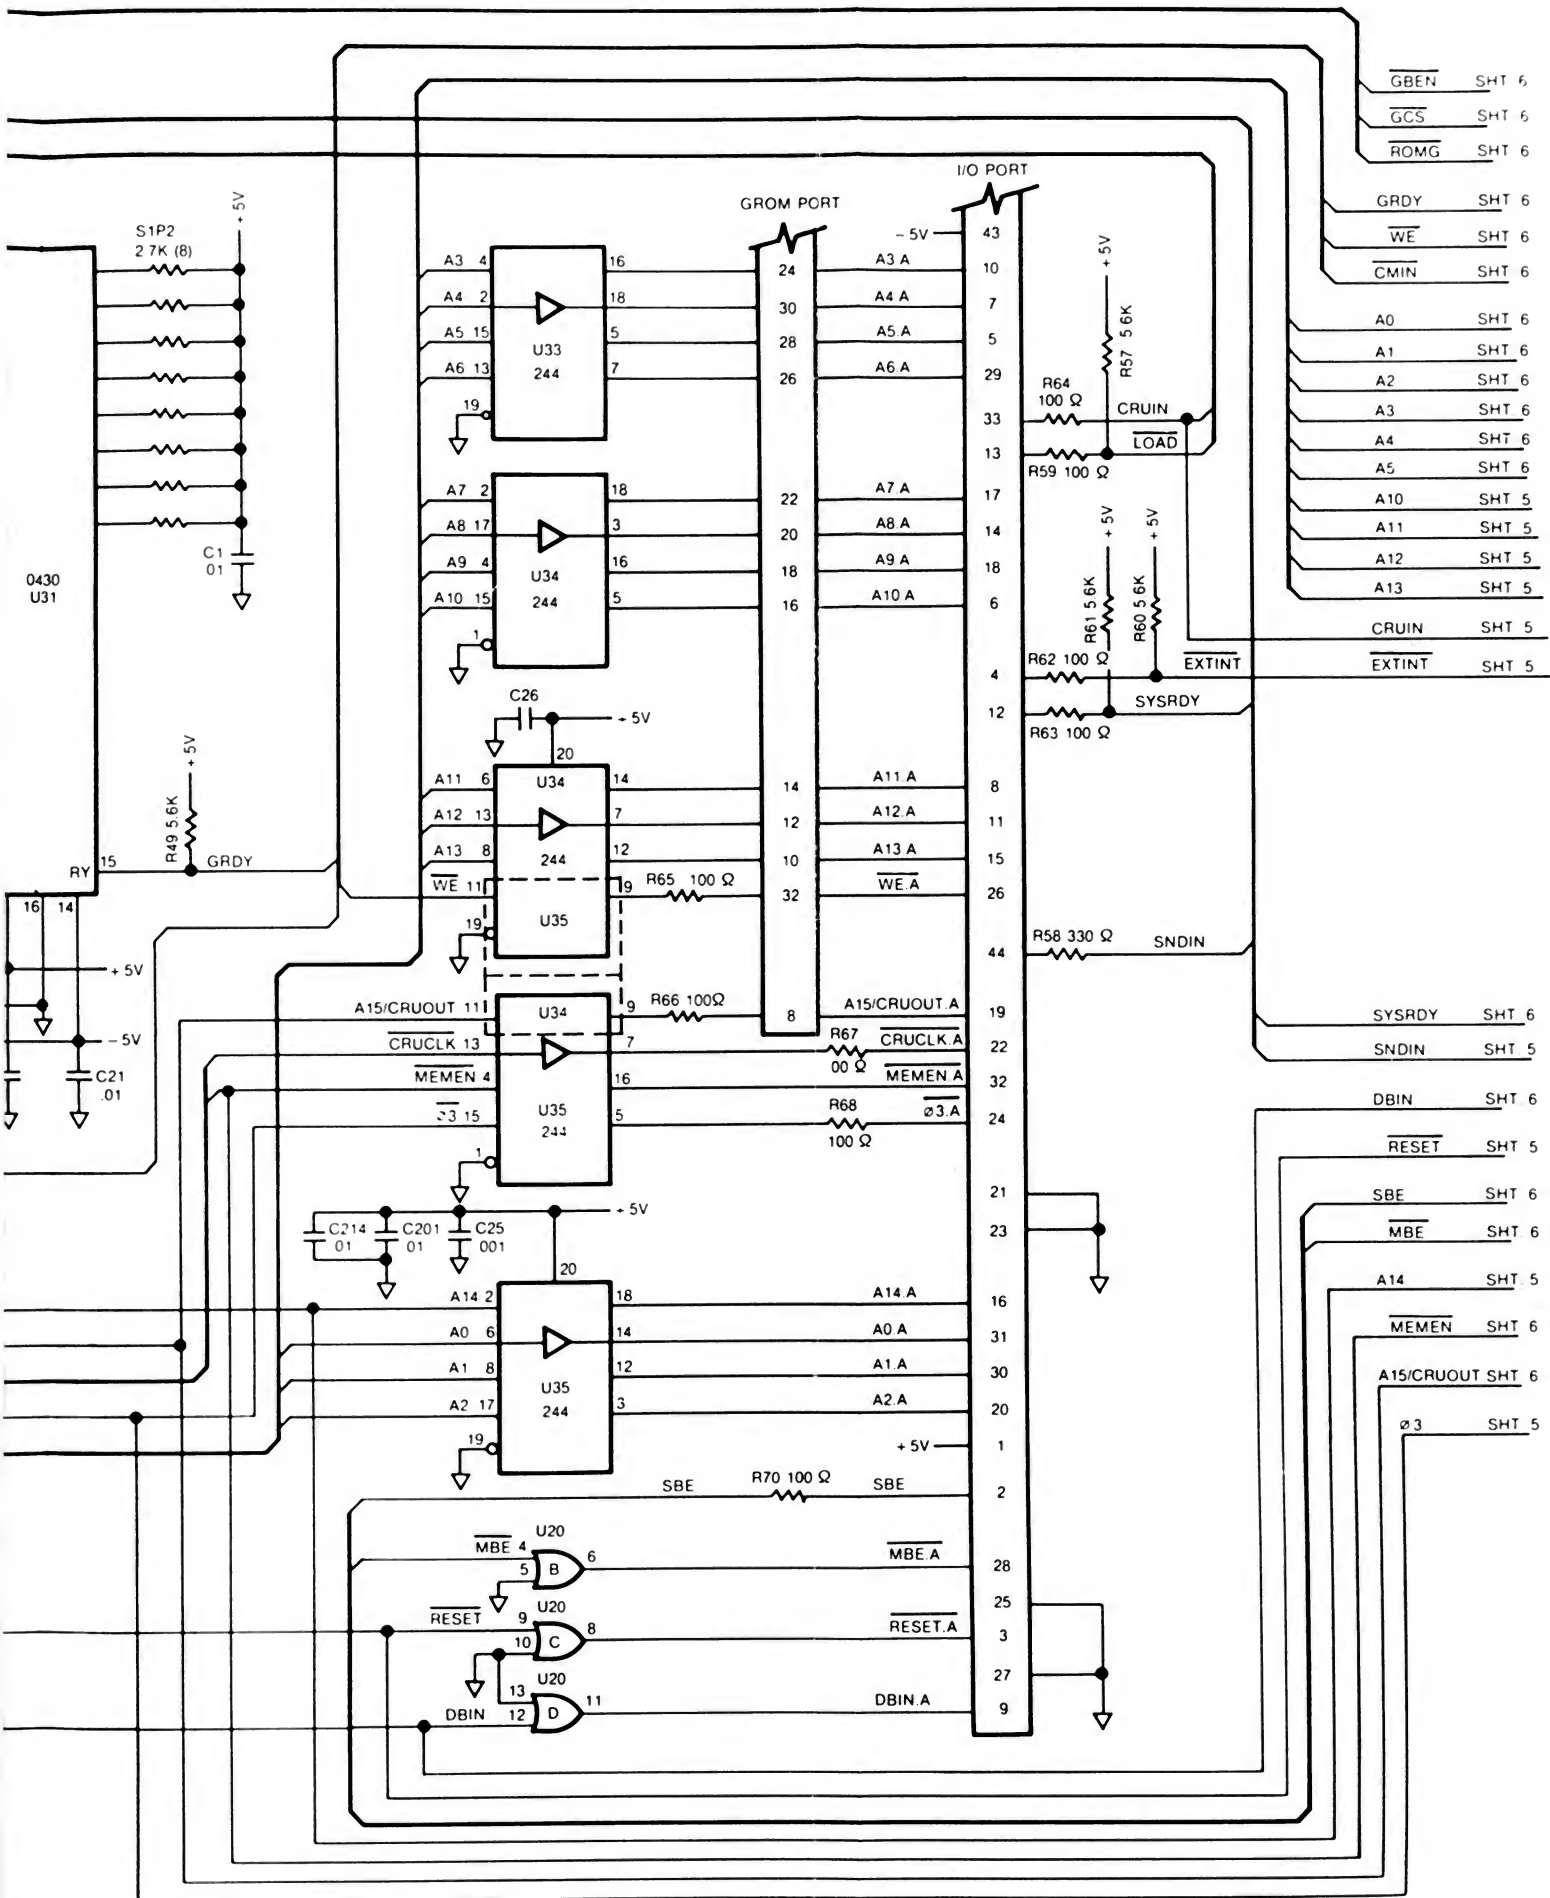 GBEN SHT 6
GCS SHT 6
ROMG SHT 6
I/O PORT
GROM PORT
GRDY SHT 6
WE SHT 6
CMIN SHT 6
S1P2
2 7K (8)
+5V
-5V 43
+5V
A3 4 16 24 A3.A 10
A4 2 18 30 A4.A 7
A5 15 5 28 A5.A 5
A6 13 7 26 A6.A 29
U33
244
19
R57 5 6K
R64
100 Ω
33 CRUIN
13 LOAD
R59 100 Ω
A0 SHT 6
A1 SHT 6
A2 SHT 6
A3 SHT 6
A4 SHT 6
A5 SHT 6
A10 SHT 5
A11 SHT 5
A12 SHT 5
A13 SHT 5
CRUIN SHT 5
EXTINT SHT 5
A7 2 18 22 A7.A 17
A8 17 3 20 A8.A 14
A9 4 16 18 A9.A 18
A10 15 5 16 A10.A 6
U34
244
1
C1
01
0430
U31
+5V +5V
R61 5.6K
R60 5 6K
4 R62 100 Ω EXTINT
12 SYSRDY
R63 100 Ω
C26
+5V
20
U34
A11 6 14 14 A11.A 8
A12 13 7 12 A12.A 11
A13 8 12 10 A13.A 15
244
WE 11 9 R65 100 Ω 32 WE.A 26
U35
19
+5V
R49 5.6K
RY 15 GRDY
16 14
+5V
-5V
C21
.01
44 R58 330 Ω SNDIN
A15/CRUOUT 11 U34 9 R66 100Ω 8 A15/CRUOUT.A 19
CRUCLK 13 7 R67 CRUCLK.A 22
00 Ω
MEMEN 4 16 MEMEN.A 32
15 U35 5 R68 ø3.A 24
244
100 Ω
1
SYSRDY SHT 6
SNDIN SHT 5
DBIN SHT 6
RESET SHT 5
SBE SHT 6
MBE SHT 6
A14 SHT 5
MEMEN SHT 6
A15/CRUOUT SHT 6
ø3 SHT 5
21
23
+5V
C214
01
C201
01
C25
001
20
A14 2 18 A14.A 16
A0 6 14 A0.A 31
A1 8 12 A1.A 30
A2 17 3 A2.A 20
U35
244
19
+5V 1
SBE R70 100 Ω SBE 2
U20
MBE 4 6 MBE.A 28
5 B
25
U20
RESET 9 8 RESET.A 3
10 C
27
U20
13 11 DBIN.A 9
DBIN 12 D